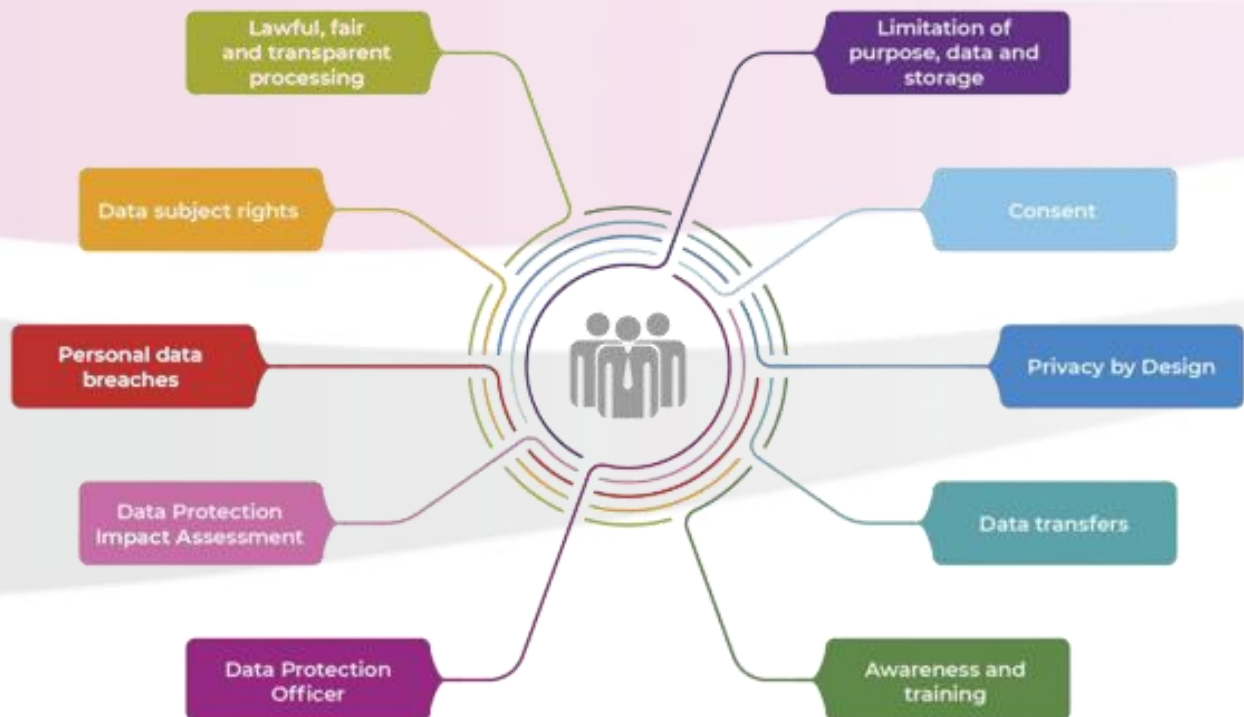 Lawful, fair
and transparent
processing
Limitation of
purpose, data and
storage
Data subject rights
Consent
Personal data
breaches
Privacy by Design
Data Protection
Impact Assessment
Data transfers
Data Protection
Officer
Awareness and
training